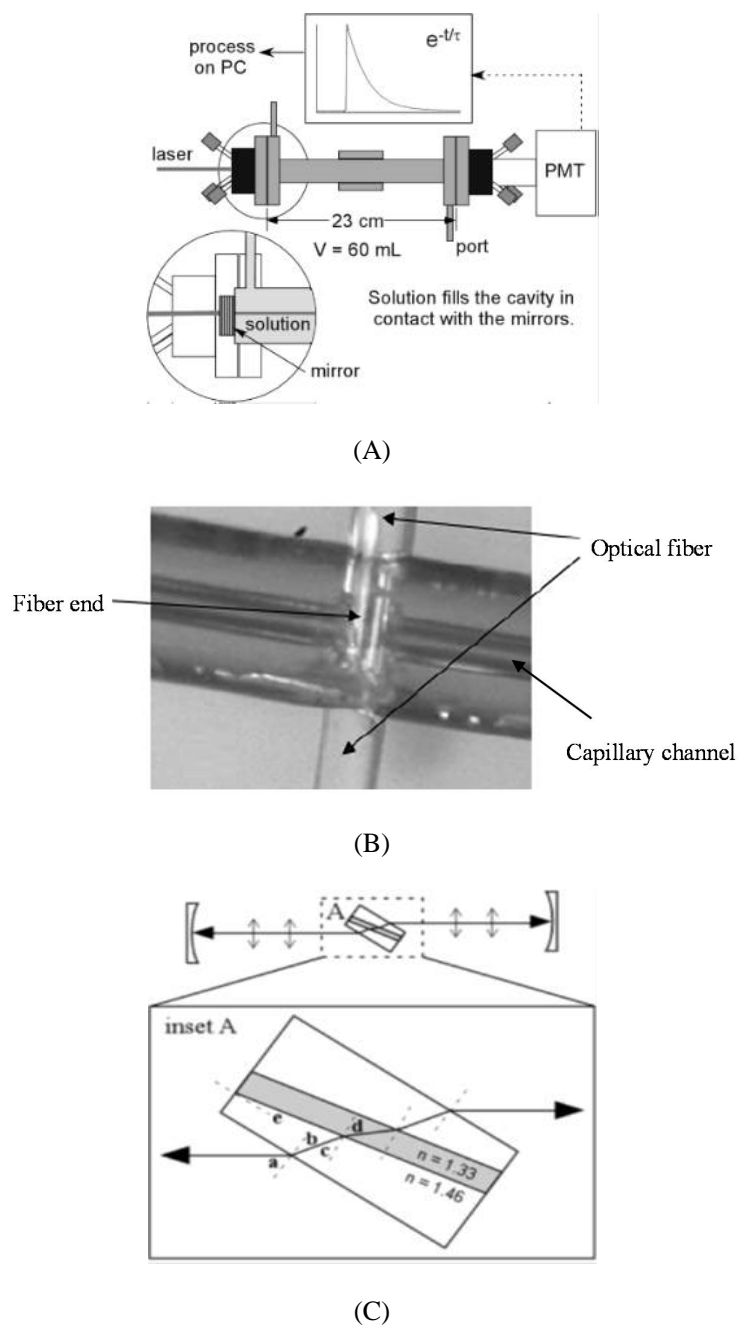 process
on PC
e-t/τ
laser
PMT
23 cm
V = 60 mL
port
Solution fills the cavity in
contact with the mirrors.
solution
mirror
(A)
Optical fiber
Fiber end
Capillary channel
(B)
A
inset A
e
d
b
c
a
n = 1.33
n = 1.46
(C)